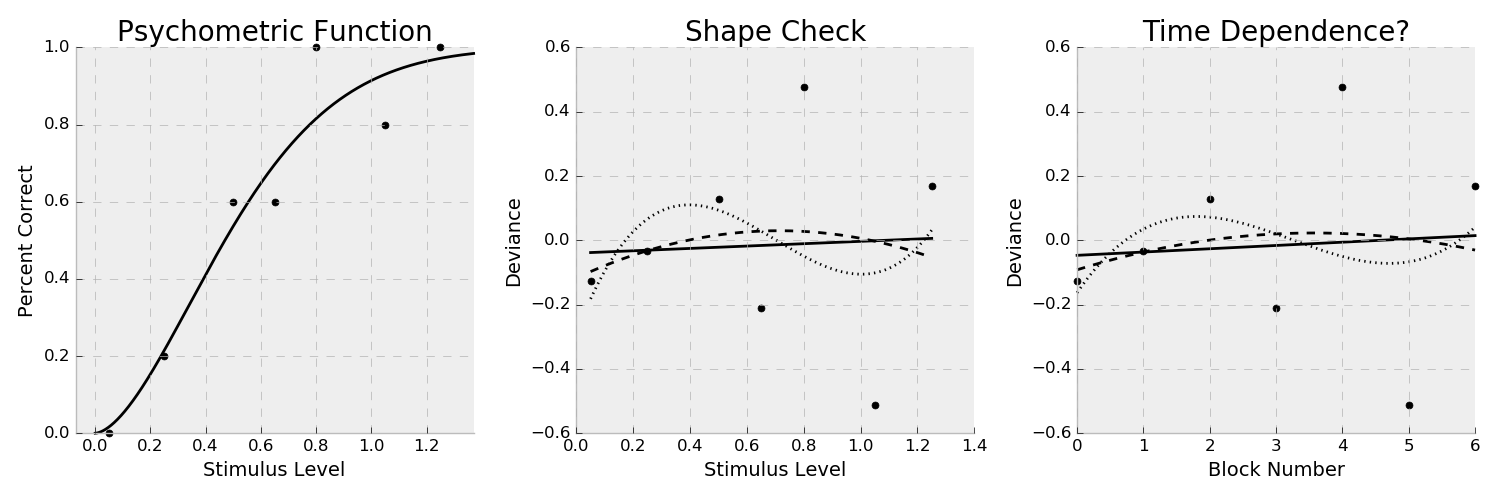 Psychometric Function
1.0
0.8
0.6
0.4
0.2
0.0
Percent Correct
0.0 0.2 0.4 0.6 0.8 1.0 1.2
Stimulus Level
Shape Check
0.6
0.4
0.2
0.0
−0.2
−0.4
−0.6
Deviance
0.0 0.2 0.4 0.6 0.8 1.0 1.2 1.4
Stimulus Level
Time Dependence?
0.6
0.4
0.2
0.0
−0.2
−0.4
−0.6
Deviance
0 1 2 3 4 5 6
Block Number